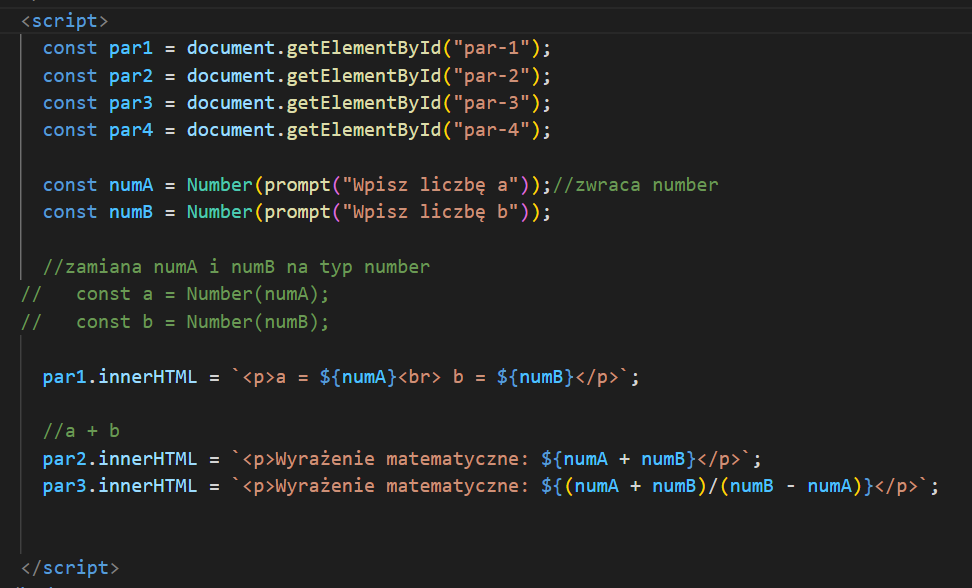 <script>
const par1 = document.getElementById("par-1");
const par2 = document.getElementById("par-2");
const par3 = document.getElementById("par-3");
const par4 = document.getElementById("par-4");
const numA = Number(prompt("Wpisz liczbę a"));//zwraca number
const numB = Number(prompt("Wpisz liczbę b"));
//zamiana numA i numB na typ number
//   const a = Number(numA);
//   const b = Number(numB);
par1.innerHTML = `<p>a = ${numA}<br> b = ${numB}</p>`;
//a + b
par2.innerHTML = `<p>Wyrażenie matematyczne: ${numA + numB}</p>`;
par3.innerHTML = `<p>Wyrażenie matematyczne: ${(numA + numB)/(numB - numA)}</p>`;
</script>